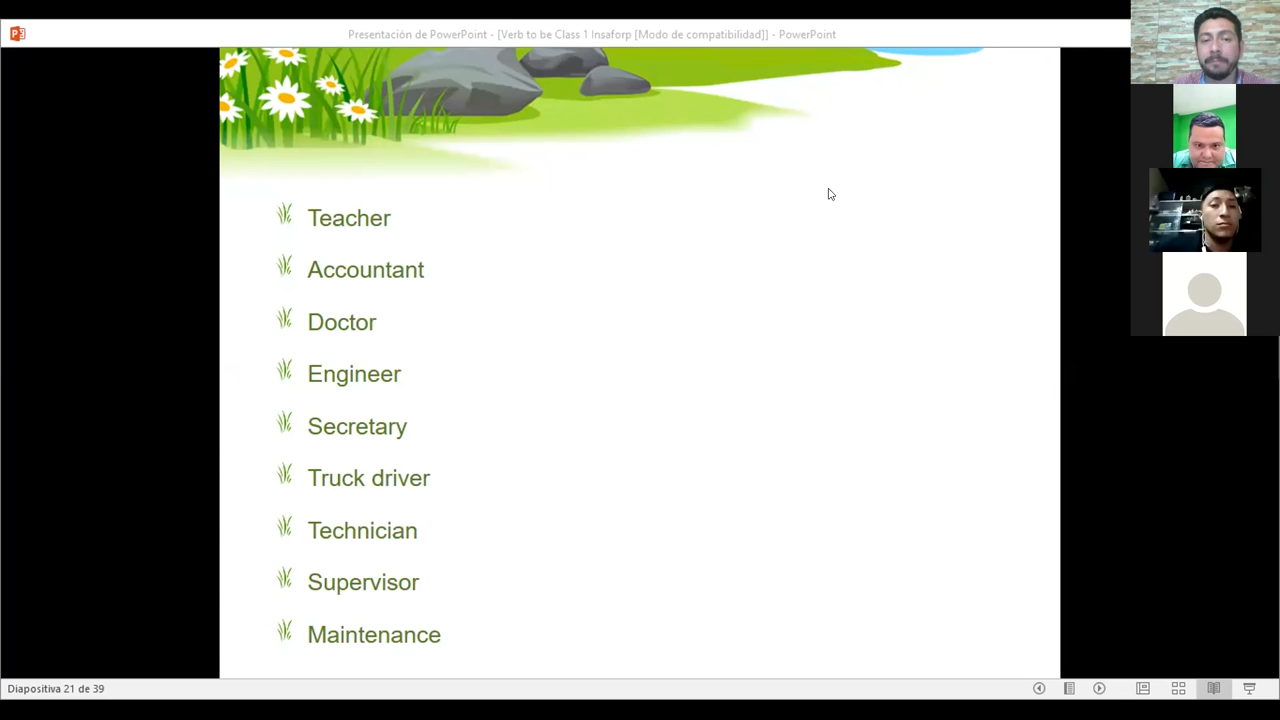 Presentación de PowerPoint - [Verb to be Class 1 Insaforp [Modo de compatibilidad]] - PowerPoint
Teacher
Accountant
Doctor
Engineer
Secretary
Truck driver
Technician
Supervisor
Maintenance
Diapositiva 21 de 39